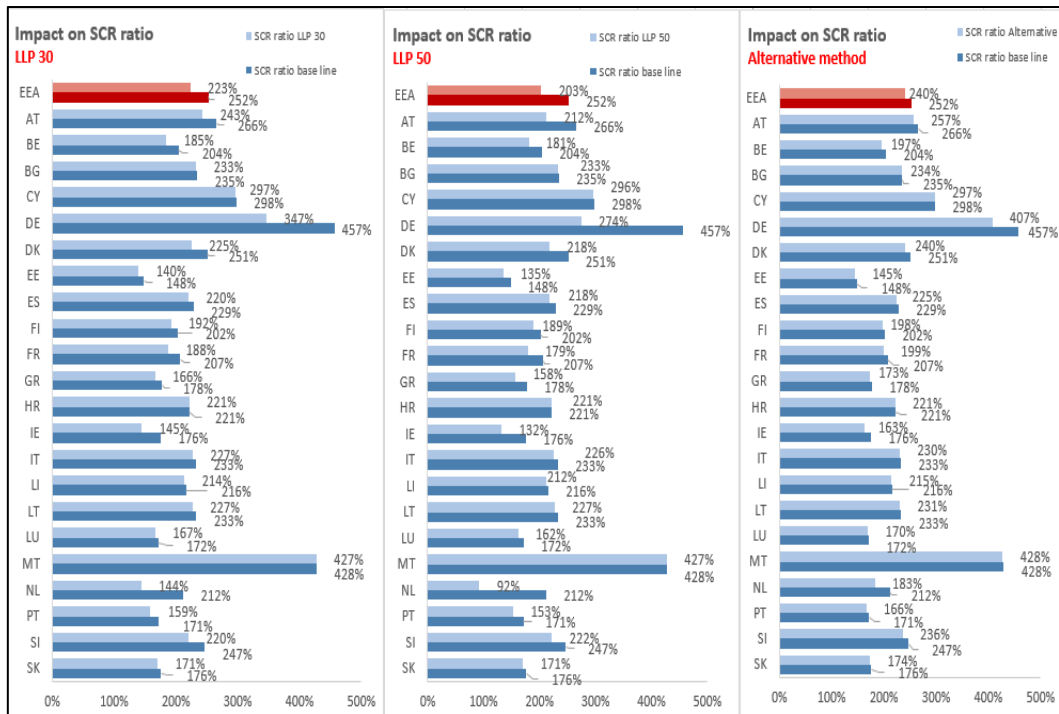 Impact on SCR ratio
LLP 30
SCR ratio LLP 30
SCR ratio base line
EEA 223% 252%
AT 243% 266%
BE 185% 204%
BG 233% 235%
CY 297% 298%
DE 347% 457%
DK 225% 251%
EE 140% 148%
ES 220% 229%
FI 192% 202%
FR 188% 207%
GR 166% 178%
HR 221% 221%
IE 145% 176%
IT 227% 233%
LI 214% 216%
LT 227% 233%
LU 167% 172%
MT 427% 428%
NL 144% 212%
PT 159% 171%
SI 220% 247%
SK 171% 176%
0% 100% 200% 300% 400% 500%
Impact on SCR ratio
LLP 50
SCR ratio LLP 50
SCR ratio base line
EEA 203% 252%
AT 212% 266%
BE 181% 204%
BG 233% 235%
CY 296% 298%
DE 274% 457%
DK 218% 251%
EE 135% 148%
ES 218% 229%
FI 189% 202%
FR 179% 207%
GR 158% 178%
HR 221% 221%
IE 132% 176%
IT 226% 233%
LI 212% 216%
LT 227% 233%
LU 162% 172%
MT 427% 428%
NL 92% 212%
PT 153% 171%
SI 222% 247%
SK 171% 176%
0% 100% 200% 300% 400% 500%
Impact on SCR ratio
Alternative method
SCR ratio Alternative
SCR ratio base line
EEA 240% 252%
AT 257% 266%
BE 197% 204%
BG 234% 235%
CY 297% 298%
DE 407% 457%
DK 240% 251%
EE 145% 148%
ES 225% 229%
FI 198% 202%
FR 199% 207%
GR 173% 178%
HR 221% 221%
IE 163% 176%
IT 230% 233%
LI 215% 216%
LT 231% 233%
LU 170% 172%
MT 428% 428%
NL 183% 212%
PT 166% 171%
SI 236% 247%
SK 174% 176%
0% 100% 200% 300% 400% 500%